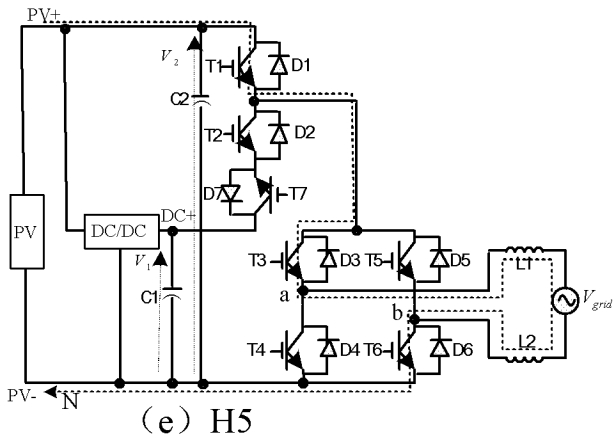 PV+
V2
T1
D1
C2
T2
D2
D7
T7
DC+
PV
DC/DC
V1
C1
T3
D3
T5
D5
L1
a
Vgrid
b
T4
D4
T6
D6
L2
PV-
N
(e) H5